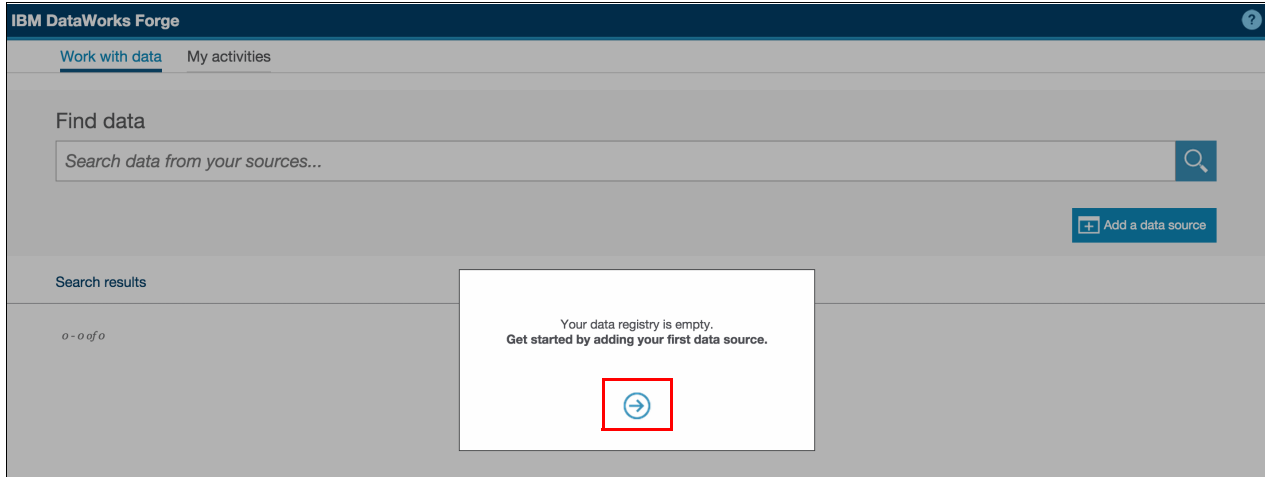 IBM DataWorks Forge
?
Work with data My activities
Find data
Search data from your sources...
Add a data source
Search results
0 - 0 of 0
Your data registry is empty.
Get started by adding your first data source.